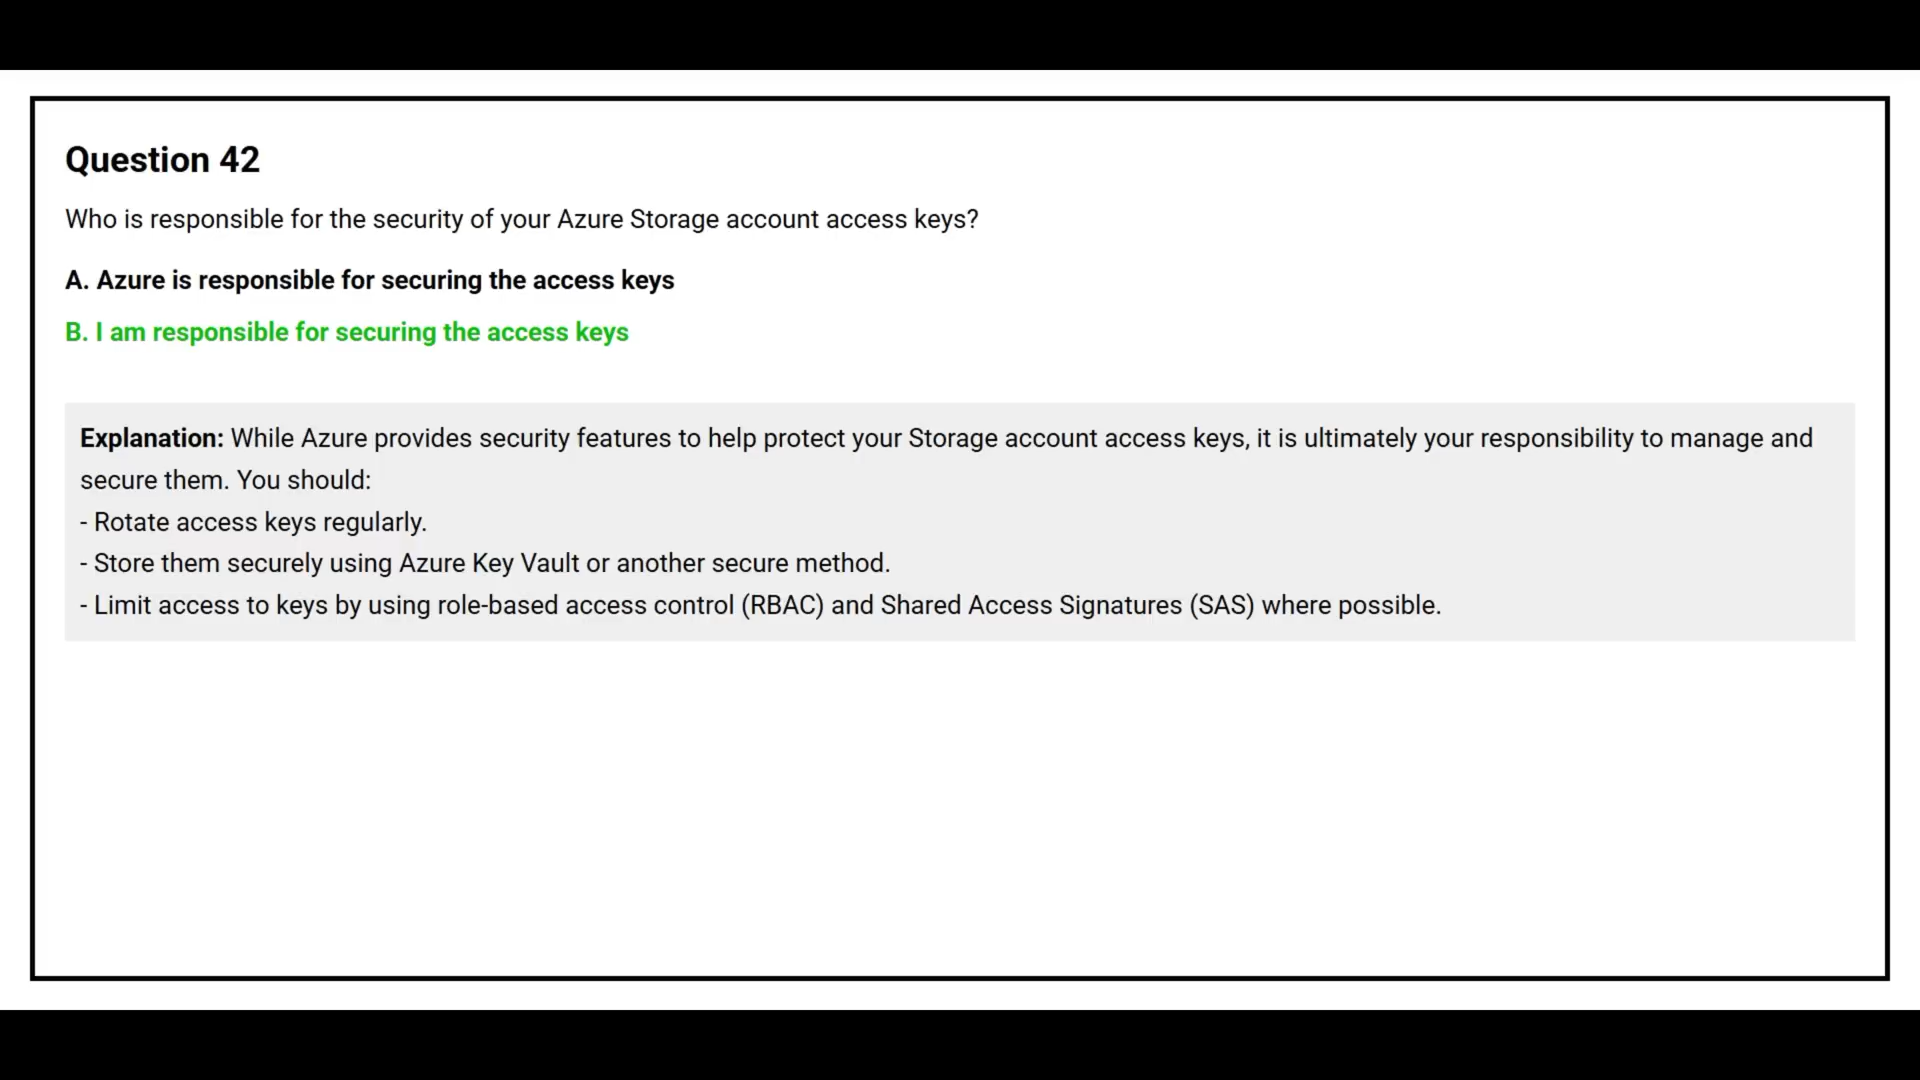 Question 42
Who is responsible for the security of your Azure Storage account access keys?
A. Azure is responsible for securing the access keys
B. I am responsible for securing the access keys
Explanation: While Azure provides security features to help protect your Storage account access keys, it is ultimately your responsibility to manage and
secure them. You should:
- Rotate access keys regularly.
- Store them securely using Azure Key Vault or another secure method.
- Limit access to keys by using role-based access control (RBAC) and Shared Access Signatures (SAS) where possible.